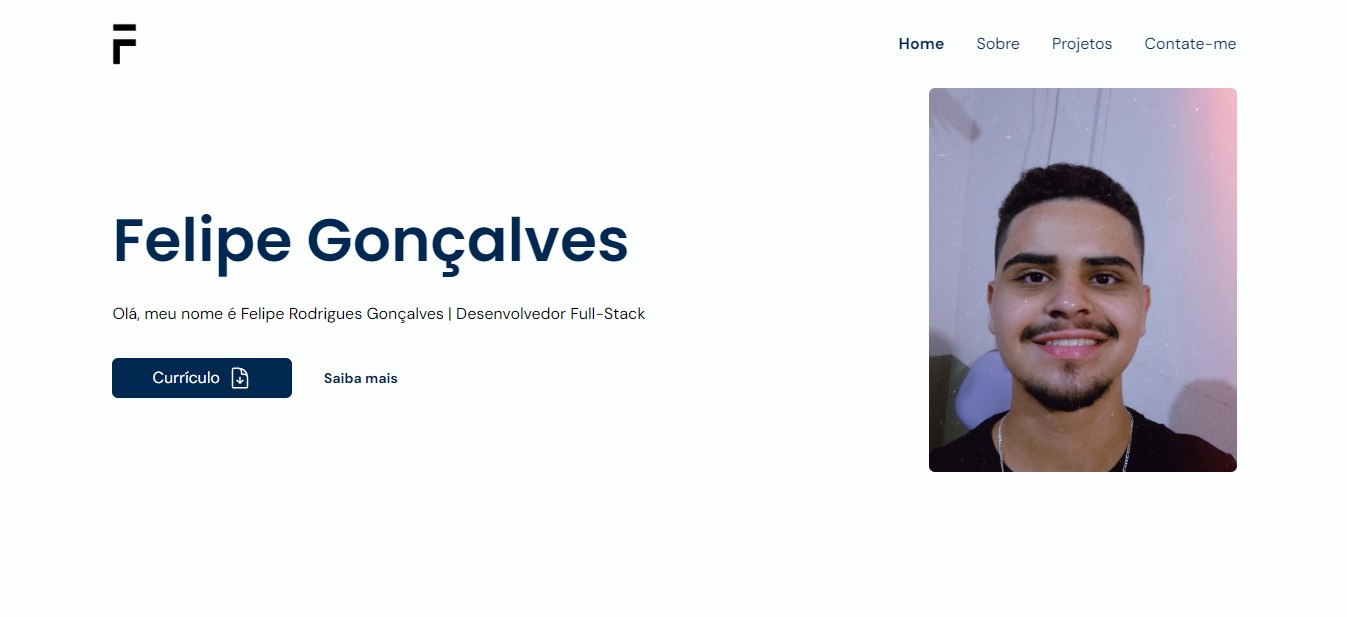 F
Home Sobre Projetos Contate-me
Felipe Gonçalves
Olá, meu nome é Felipe Rodrigues Gonçalves | Desenvolvedor Full-Stack
Currículo Saiba mais